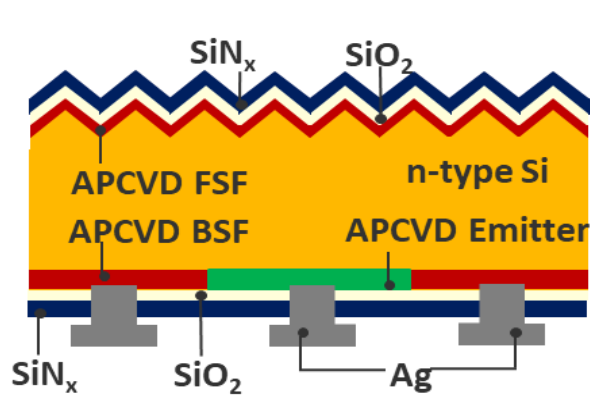 SiNₓ SiO₂
n-type Si
APCVD FSF
APCVD BSF APCVD Emitter
SiNₓ SiO₂ Ag